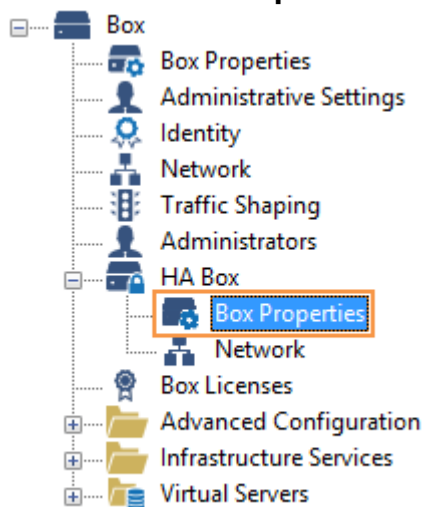 Box
Box Properties
Administrative Settings
Identity
Network
Traffic Shaping
Administrators
HA Box
Box Properties
Network
Box Licenses
Advanced Configuration
Infrastructure Services
Virtual Servers